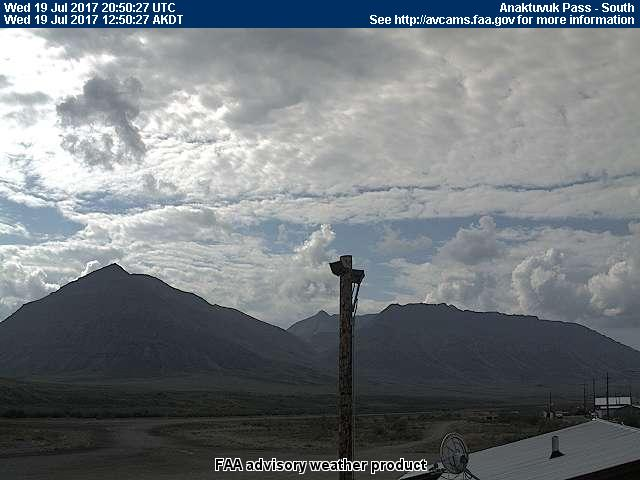 Wed 19 Jul 2017 20:50:27 UTC
Anaktuvuk Pass - South
Wed 19 Jul 2017 12:50:27 AKDT
See http://avcams.faa.gov for more information
FAA advisory weather product